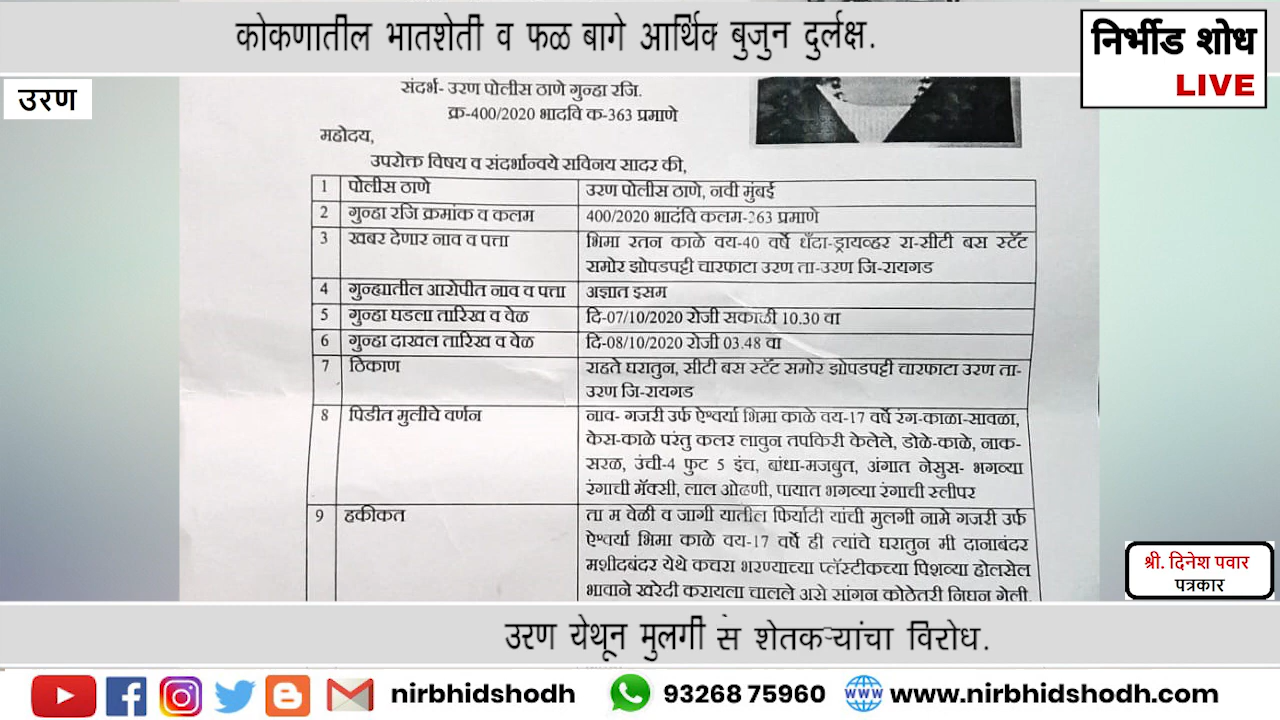 कोकणातील भातशेती व फळ बागे आर्थिक बुजुन दुर्लक्ष.
निर्भीड शोध
LIVE
उरण
संदर्भ- उरण पोलीस ठाणे गुन्हा रजि.
क्र-400/2020 भादवि क-363 प्रमाणे
महोदय,
उपरोक्त विषय व संदर्भान्वये सविनय सादर की,
1 पोलीस ठाणे उरण पोलीस ठाणे, नवी मुंबई
2 गुन्हा रजि क्रमांक व कलम 400/2020 भादंवि कलम-363 प्रमाणे
3 खबर देणार नाव व पत्ता भिमा रतन काळे वय-40 वर्षे धँदा-ड्रायव्हर रा-सीटी बस स्टॅंट
समोर झोपडपट्टी चारफाटा उरण ता-उरण जि-रायगड
4 गुन्ह्यातील आरोपीत नाव व पत्ता अज्ञात इसम
5 गुन्हा घडला तारिख व वेळ दि-07/10/2020 रोजी सकाळी 10.30 वा
6 गुन्हा दाखल तारिख व वेळ दि-08/10/2020 रोजी 03.48 वा
7 ठिकाण राहते घरातुन, सीटी बस स्टॅंट समोर झोपडपट्टी चारफाटा उरण ता-
उरण जि-रायगड
8 पिडीत मुलीचे वर्णन नाव- गजरी उर्फ ऐश्वर्या भिमा काळे वय-17 वर्षे रंग-काळा-सावळा,
केस-काळे परंतु कलर लावुन तपकिरी केलेले, डोळे-काळे, नाक-
सरळ, उंची-4 फुट 5 इंच, बांधा-मजबुत, अंगात नेसुस- भगव्या
रंगाची मॅक्सी, लाल ओढणी, पायात भगव्या रंगाची स्लीपर
9 हकीकत ता म वेळी व जागी यातील फिर्यादी यांची मुलगी नामे गजरी उर्फ
ऐश्वर्या भिमा काळे वय-17 वर्षे ही त्यांचे घरातुन मी दानाबंदर
मशीदबंदर येथे कचरा भरण्याच्या प्लॅस्टीकच्या पिशव्या होलसेल
भावाने खरेदी करायला चालले असे सांगन कोठेतरी निघन गेली.
श्री. दिनेश पवार
पत्रकार
उरण येथून मुलगी स शेतकऱ्यांचा विरोध.
nirbhidshodh 93268 75960 www.nirbhidshodh.com